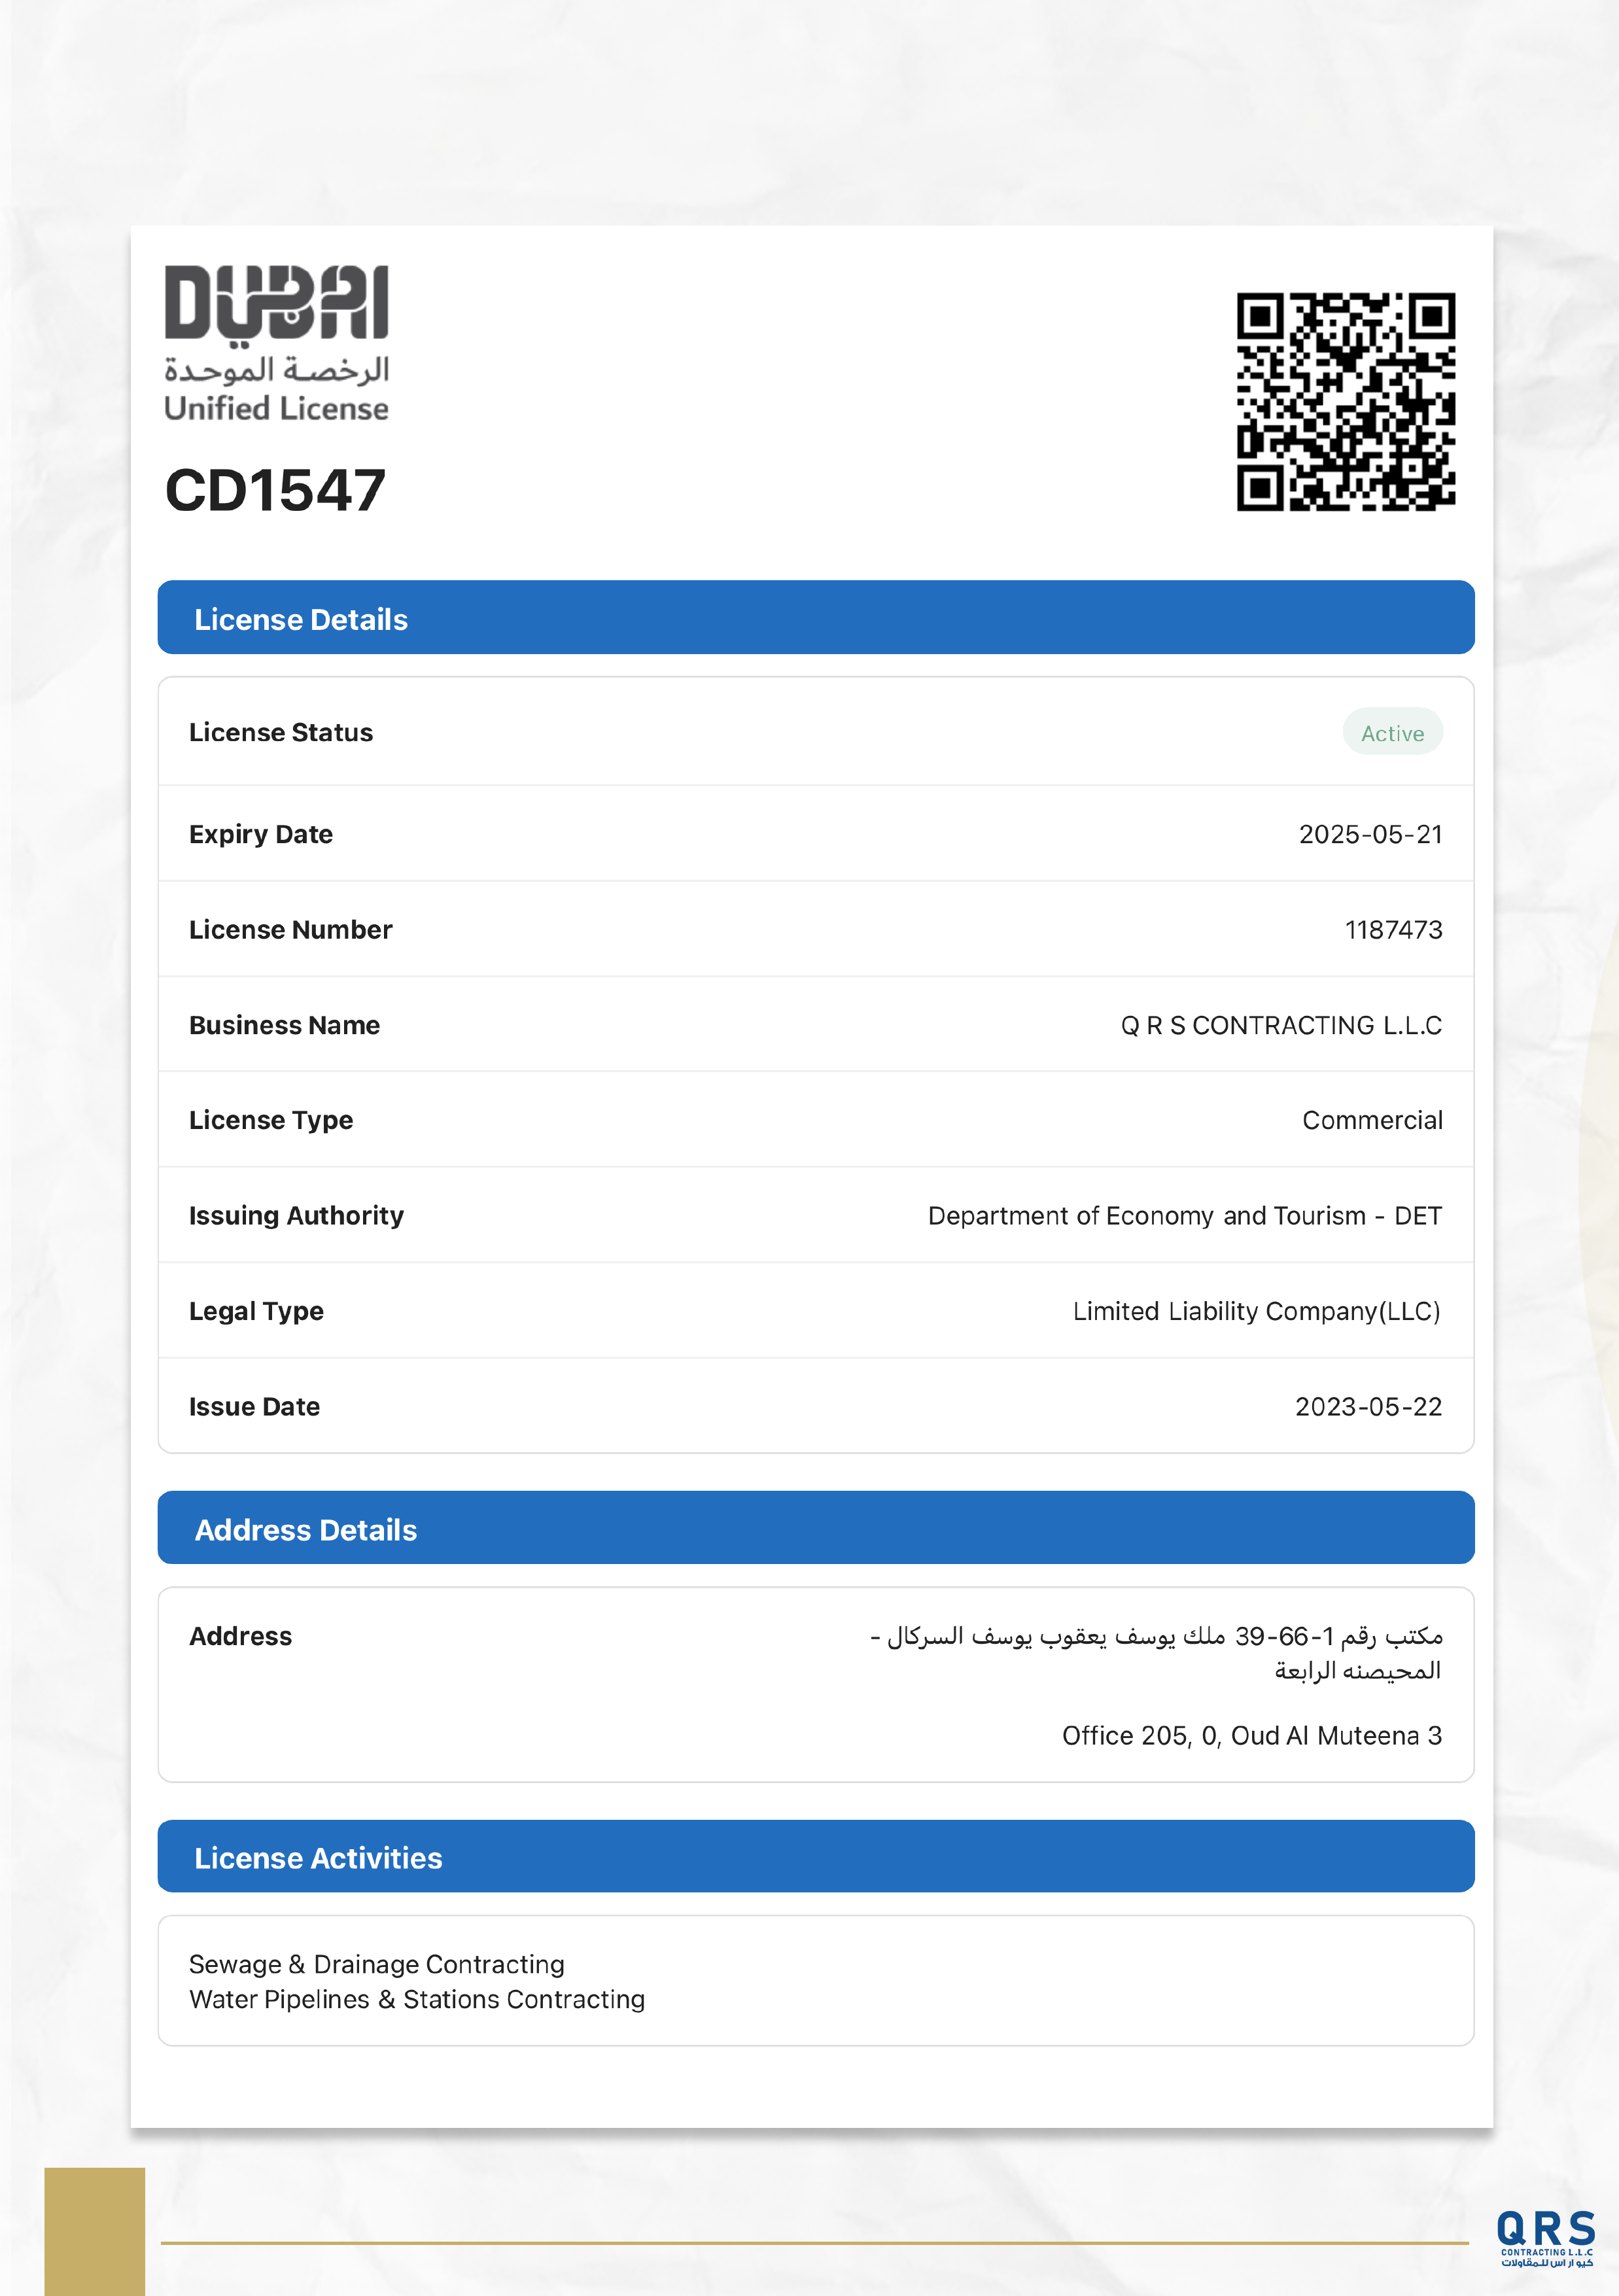 DUBAI
الرخصة الموحدة
Unified License
CD1547
License Details
License Status Active
Expiry Date 2025-05-21
License Number 1187473
Business Name Q R S CONTRACTING L.L.C
License Type Commercial
Issuing Authority Department of Economy and Tourism - DET
Legal Type Limited Liability Company(LLC)
Issue Date 2023-05-22
Address Details
Address مكتب رقم 1-66-39 ملك يوسف يعقوب يوسف السركال -
المحيصنه الرابعة
Office 205, 0, Oud Al Muteena 3
License Activities
Sewage & Drainage Contracting
Water Pipelines & Stations Contracting
QRS
CONTRACTING L.L.C
كيو ار اس للمقاولات